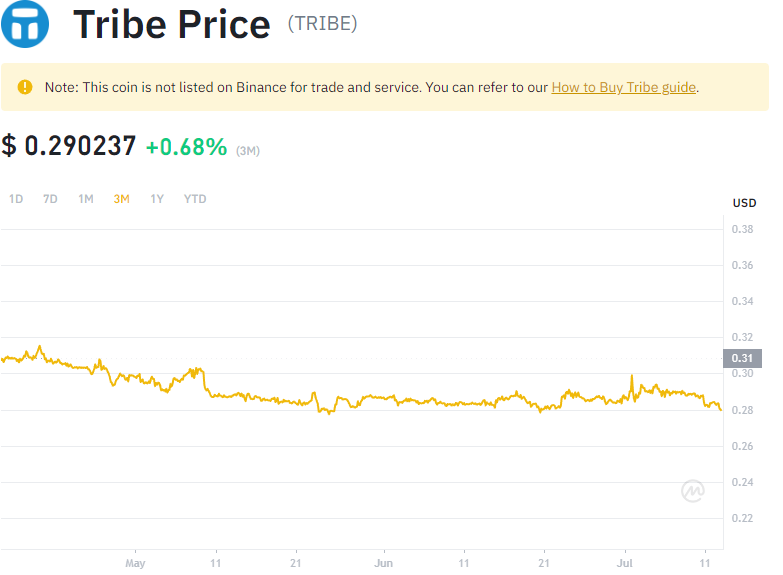 Tribe Price (TRIBE)
Note: This coin is not listed on Binance for trade and service. You can refer to our How to Buy Tribe guide.
$ 0.290237 +0.68% (3M)
1D 7D 1M 3M 1Y YTD
USD
0.38
0.36
0.34
0.32
0.31
0.30
0.28
0.26
0.24
0.22
May 11 21 Jun 11 21 Jul 11